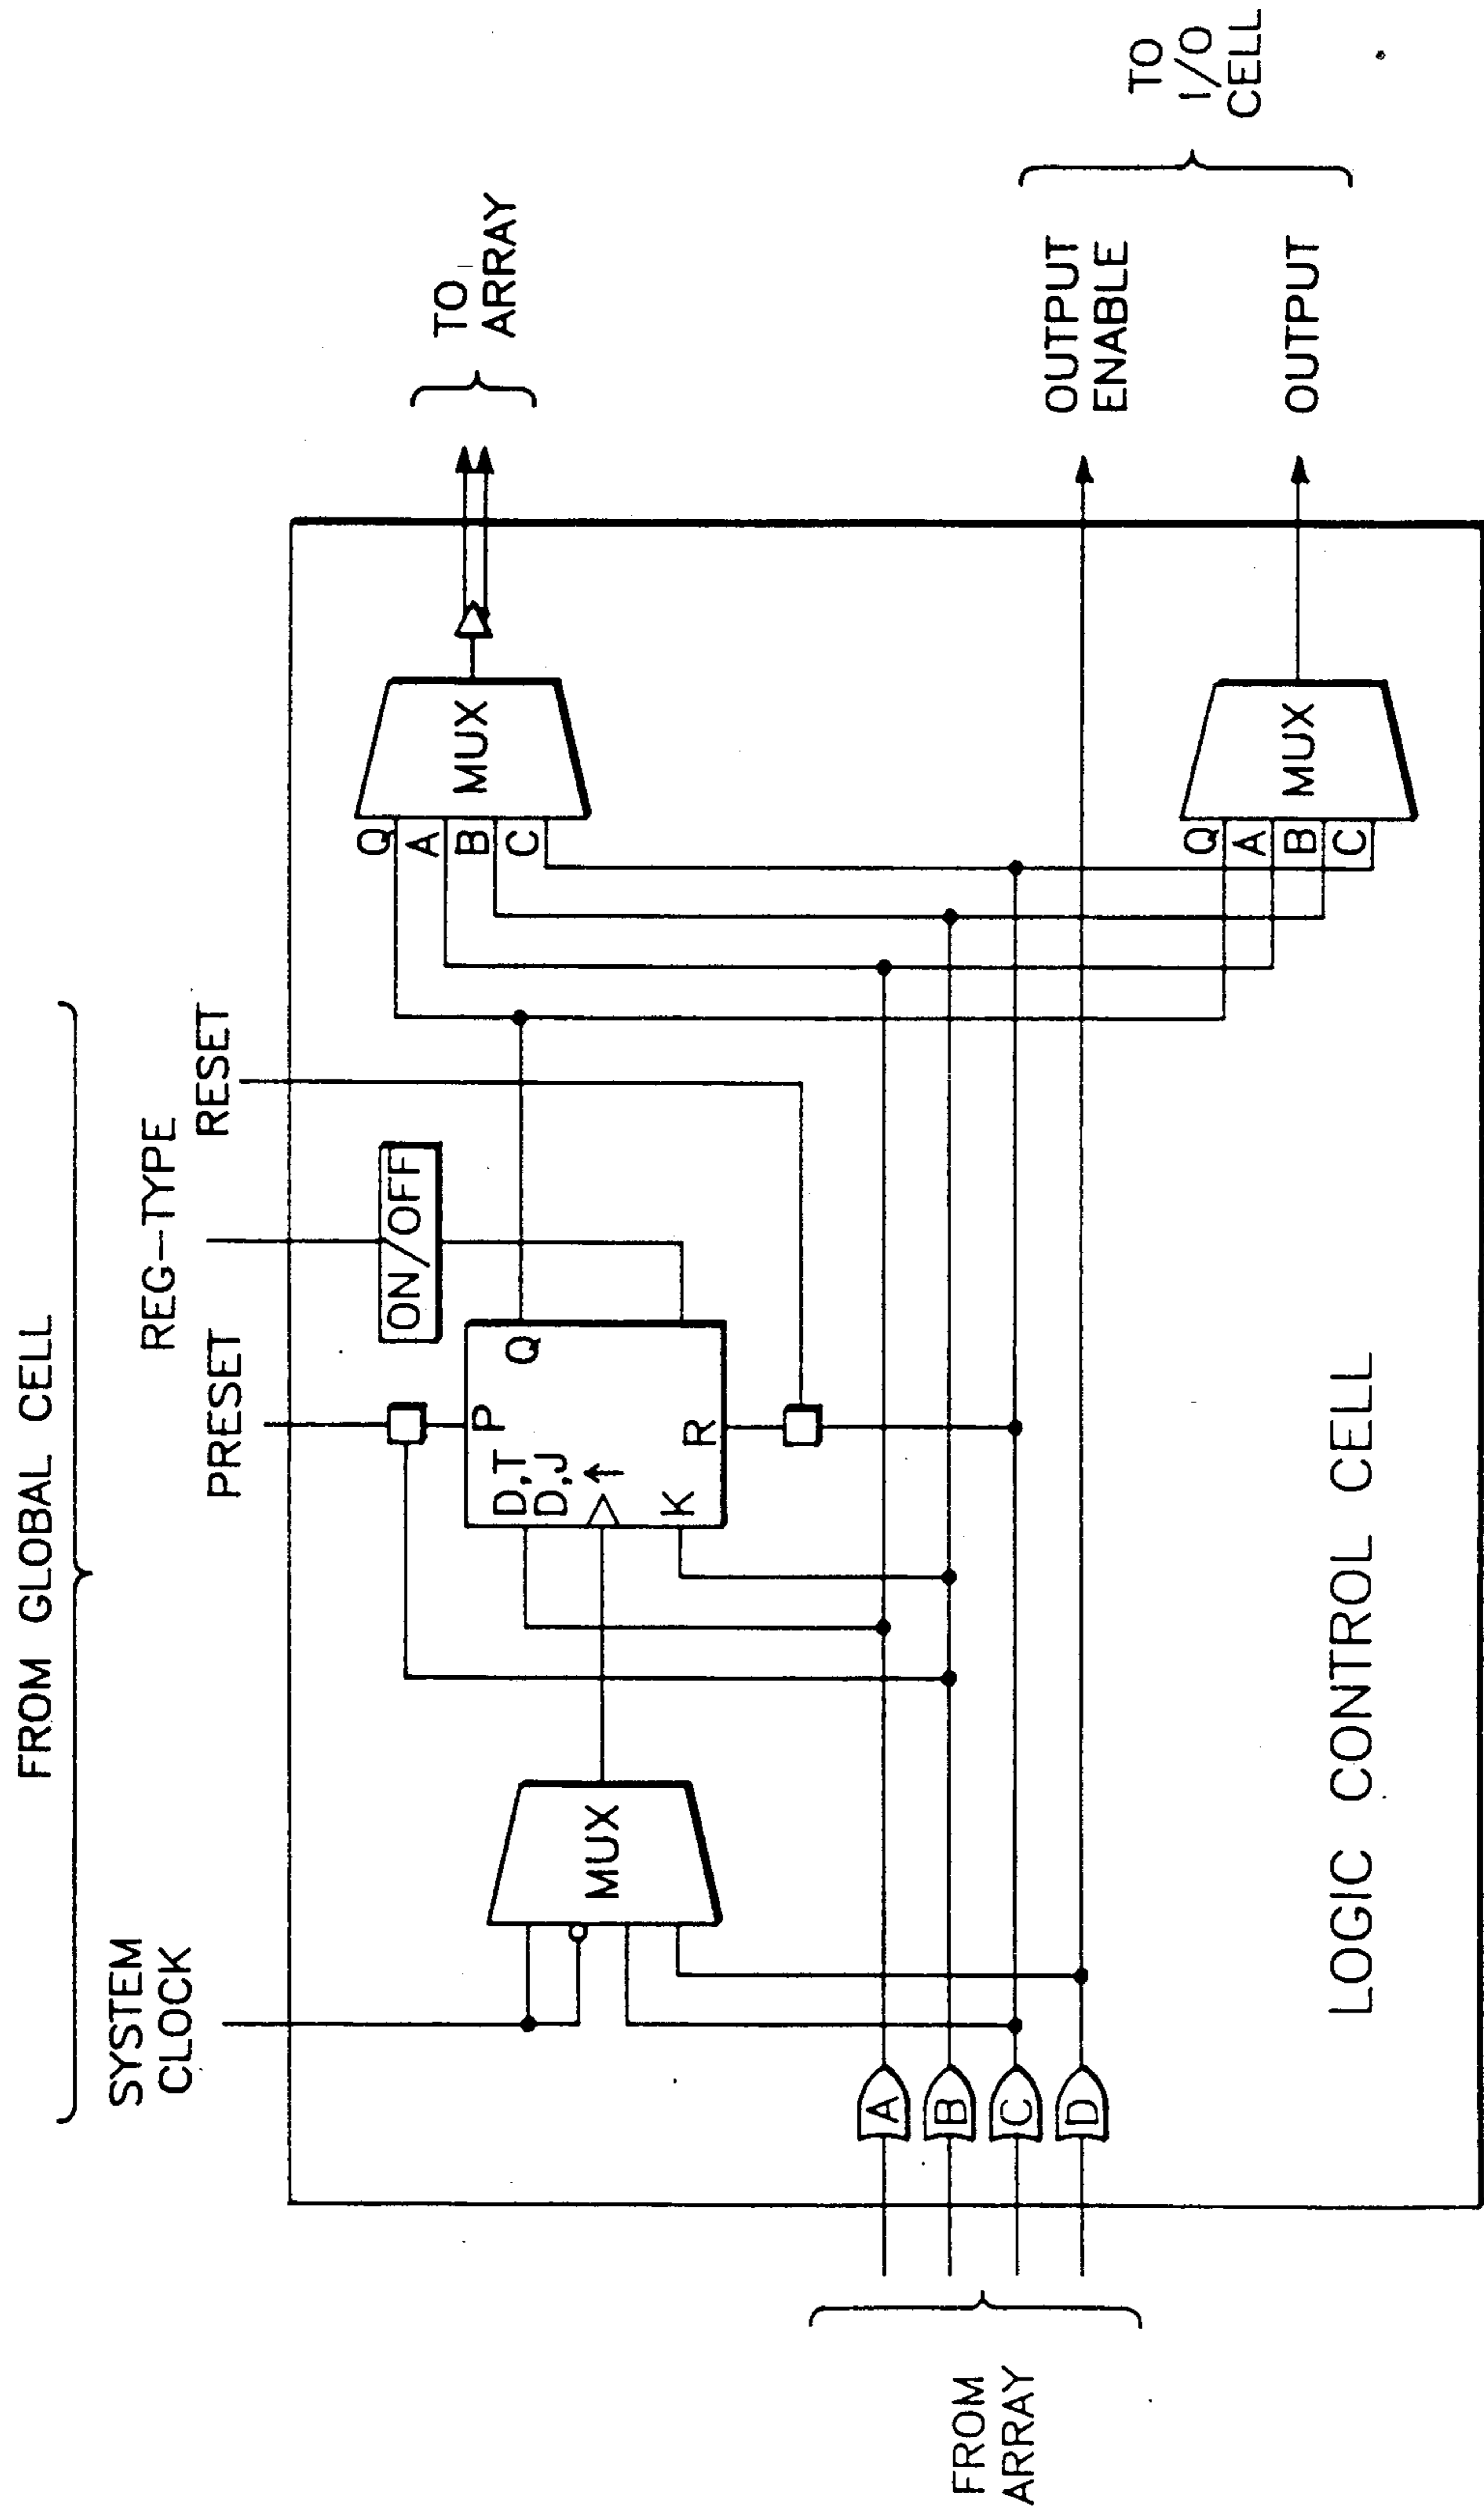 FROM GLOBAL CELL
SYSTEM
CLOCK
PRESET
REG-TYPE
RESET
ON/OFF
MUX
P
D,T
D,J
Q
K
R
Q
A
B
C
MUX
TO
ARRAY
FROM
ARRAY
A
B
C
D
Q
A
B
C
MUX
OUTPUT
ENABLE
OUTPUT
TO
I/O
CELL
LOGIC CONTROL CELL